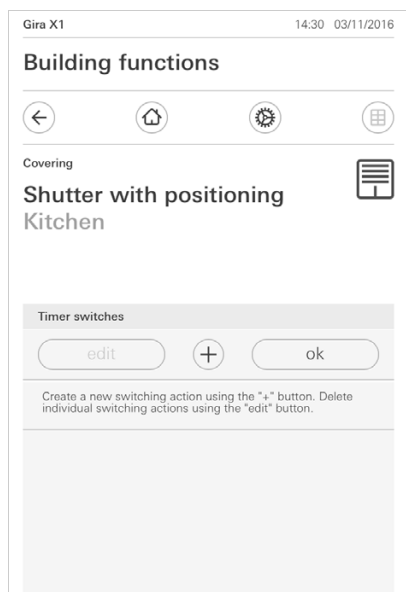 Gira X1 14:30 03/11/2016
Building functions
Covering
Shutter with positioning
Kitchen
Timer switches
edit + ok
Create a new switching action using the "+" button. Delete
individual switching actions using the "edit" button.